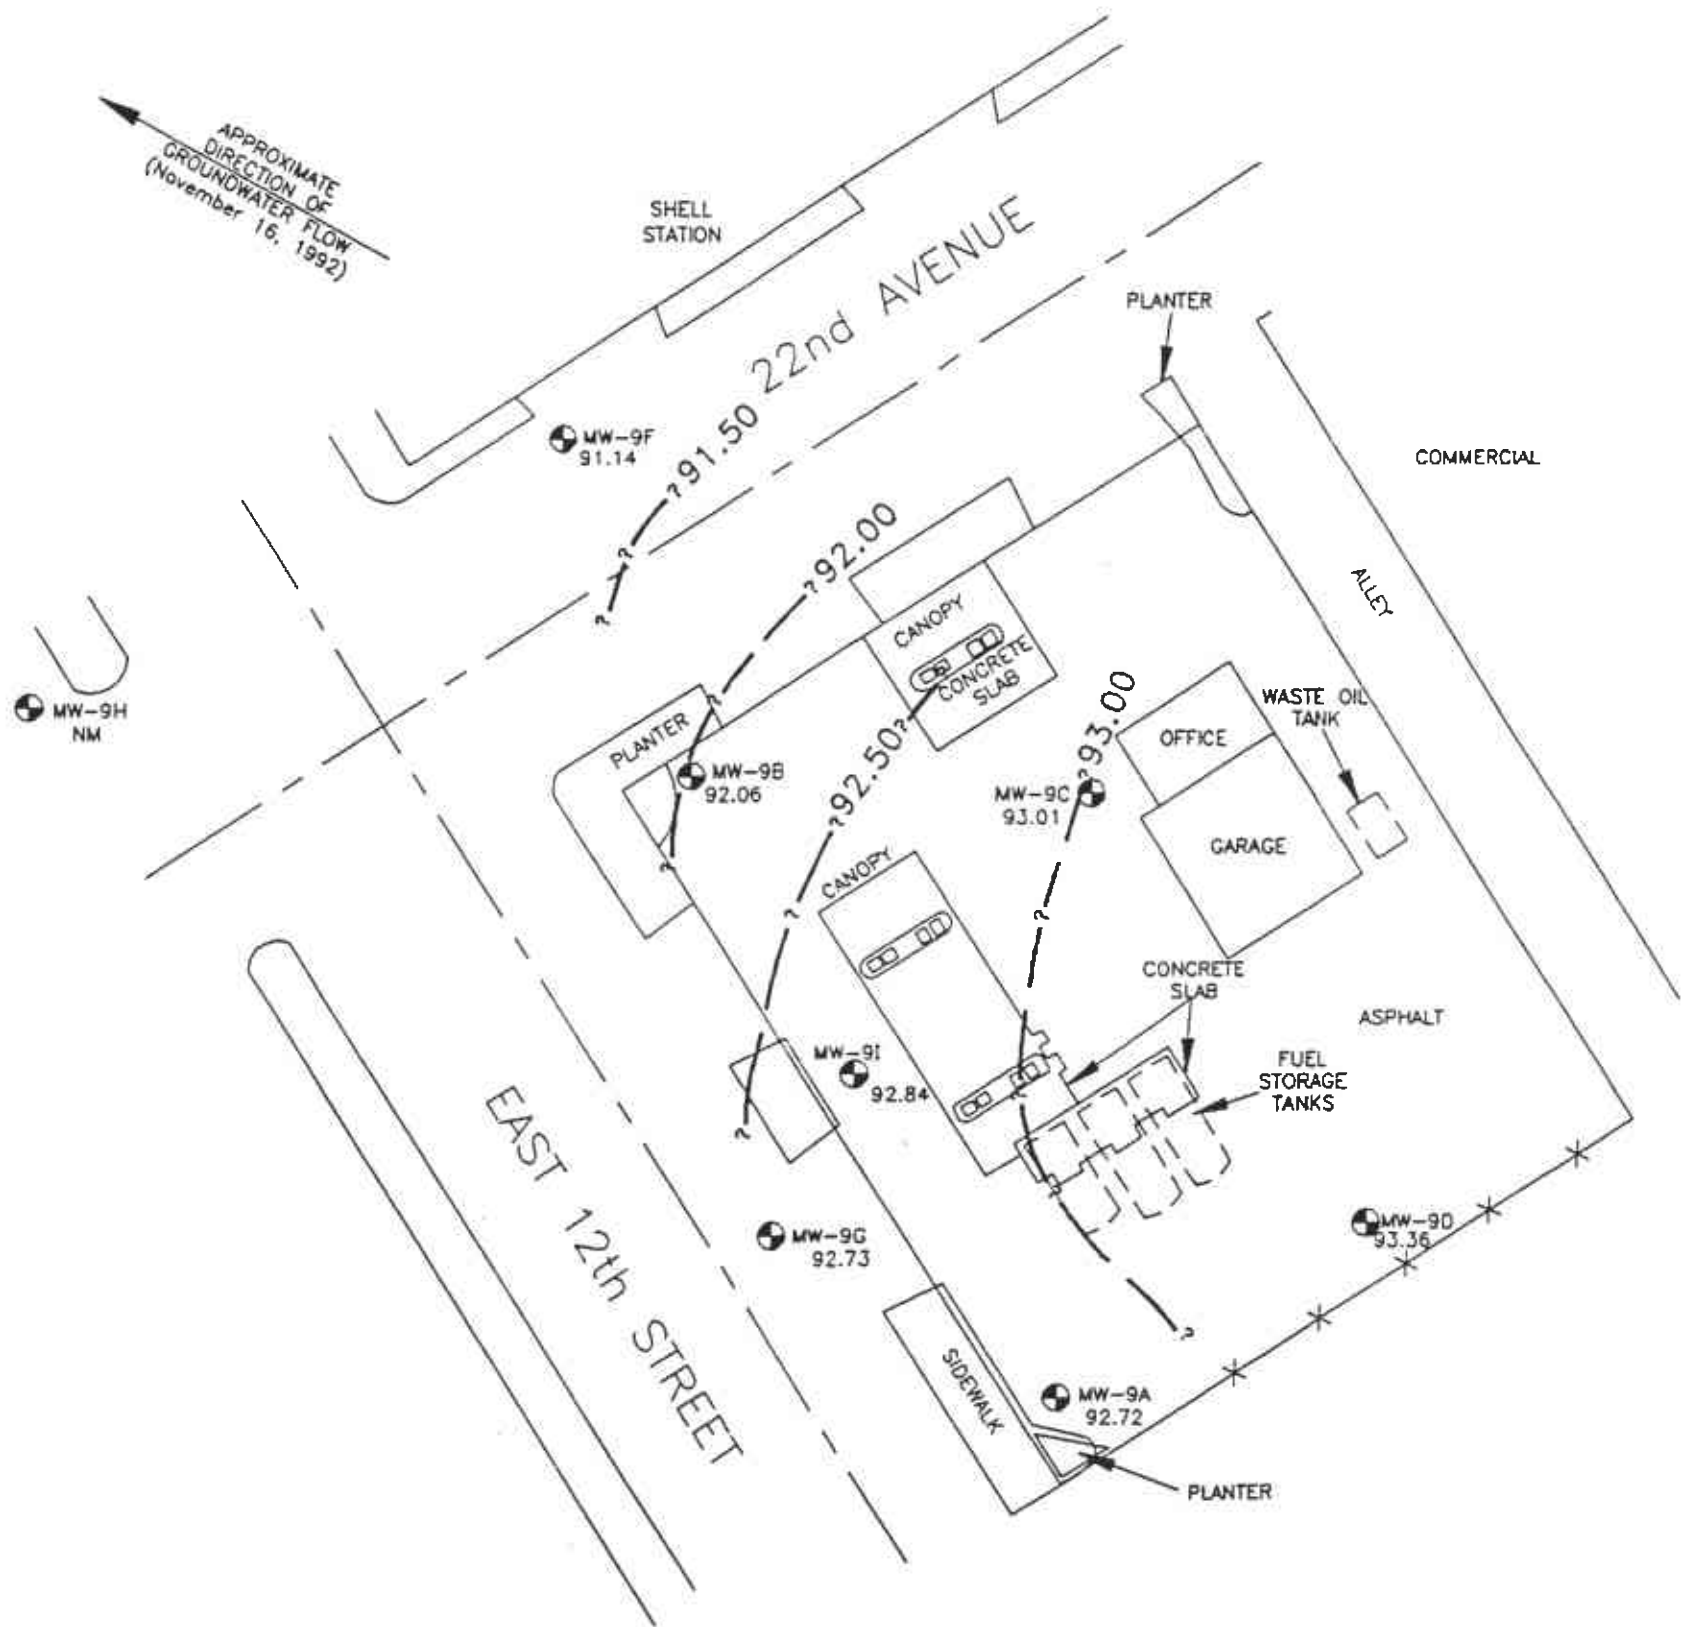 APPROXIMATE
DIRECTION OF
GROUNDWATER FLOW
(November 16, 1992)
SHELL
STATION
22nd AVENUE
PLANTER
COMMERCIAL
ALLEY
MW-9F
91.14
?91.50
?
?
?92.00
?
?
CANOPY
CONCRETE
SLAB
MW-9H
NM
PLANTER
MW-9B
92.06
?92.50?
?
?
?93.00
MW-9C
93.01
?
OFFICE
WASTE OIL
TANK
GARAGE
CANOPY
CONCRETE
SLAB
ASPHALT
FUEL
STORAGE
TANKS
MW-9I
92.84
?
?
?
EAST 12th STREET
MW-9G
92.73
MW-9D
93.36
?
SIDEWALK
MW-9A
92.72
PLANTER